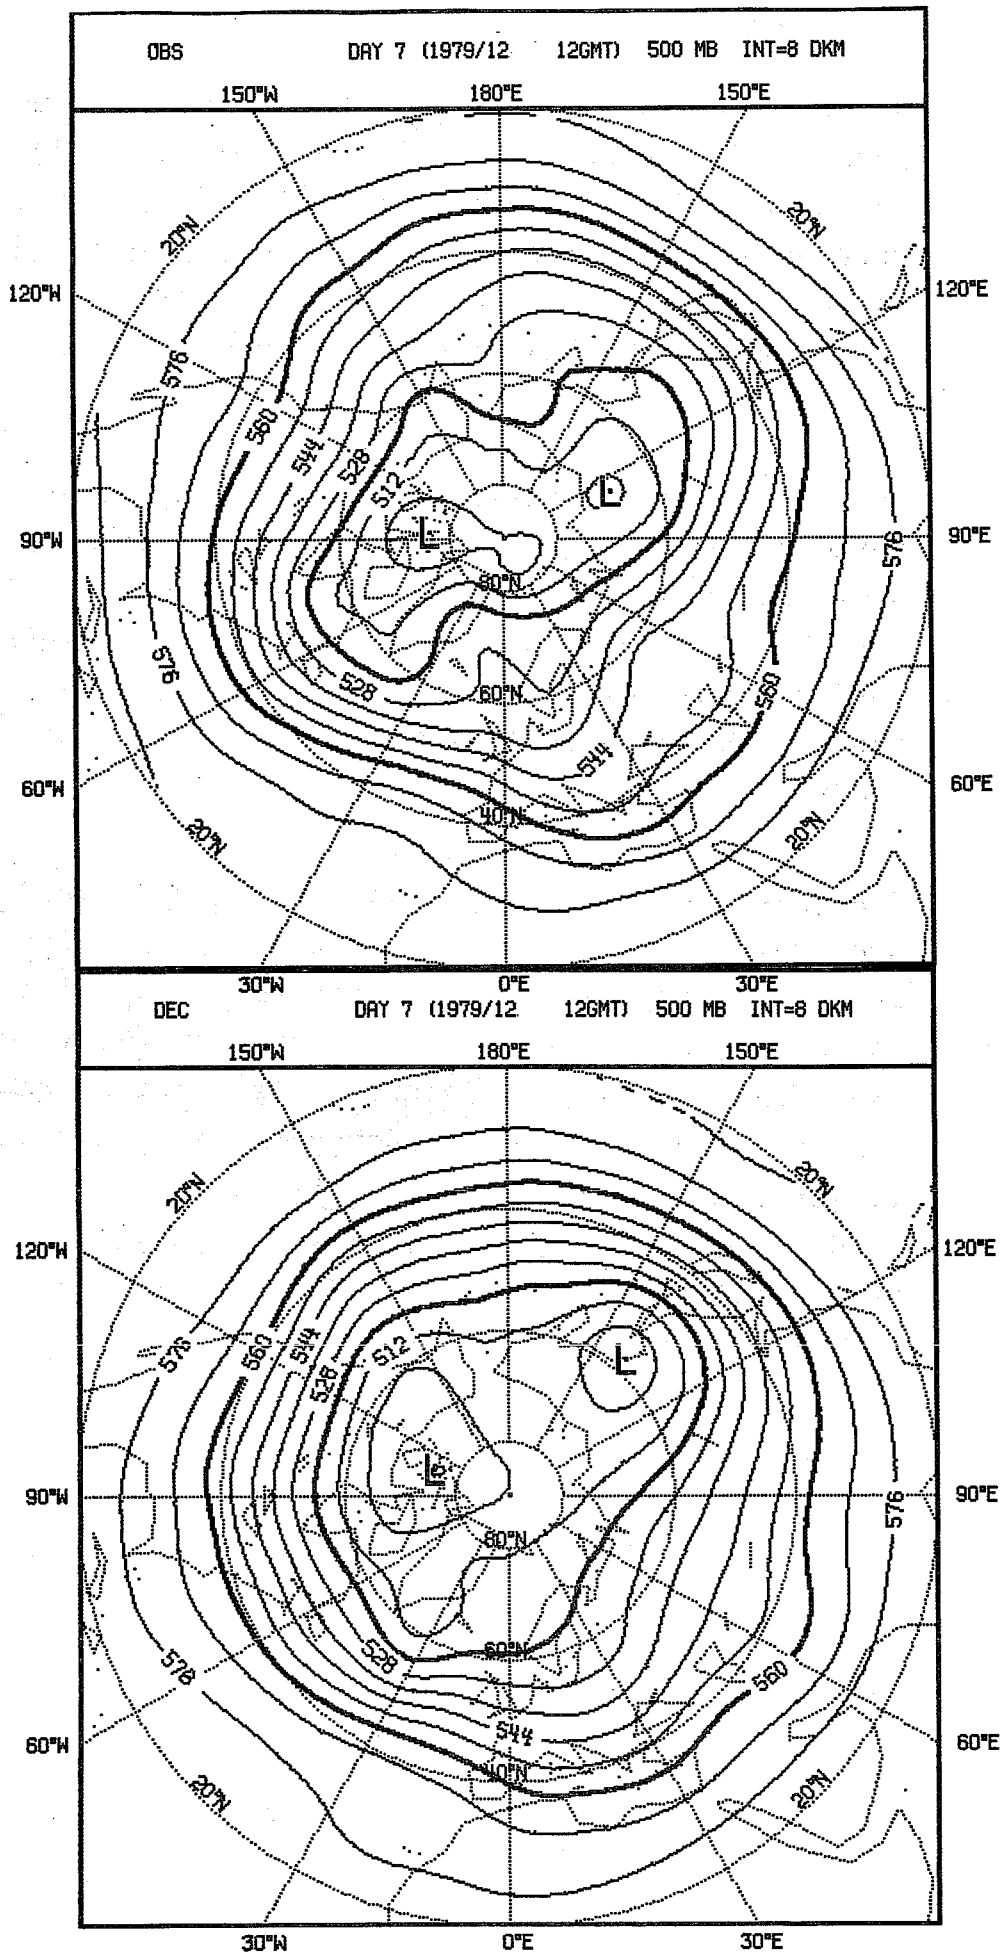 OBS DAY 7 (1979/12 12GMT) 500 MB INT=8 DKM
150°W 180°E 150°E
20°N 20°N
120°W 120°E
576
560
544
528
512
L
L
90°W 576 90°E
80°N
576
528 60°N 560
544
60°W 60°E
40°N
20°N 20°N
30°W 0°E 30°E
DEC DAY 7 (1979/12 12GMT) 500 MB INT=8 DKM
150°W 180°E 150°E
20°N 20°N
120°W 120°E
576 560 544 512
L
528
L
90°W 576 90°E
80°N
528 60°N
576 560
544
60°W 60°E
40°N
20°N 20°N
30°W 0°E 30°E